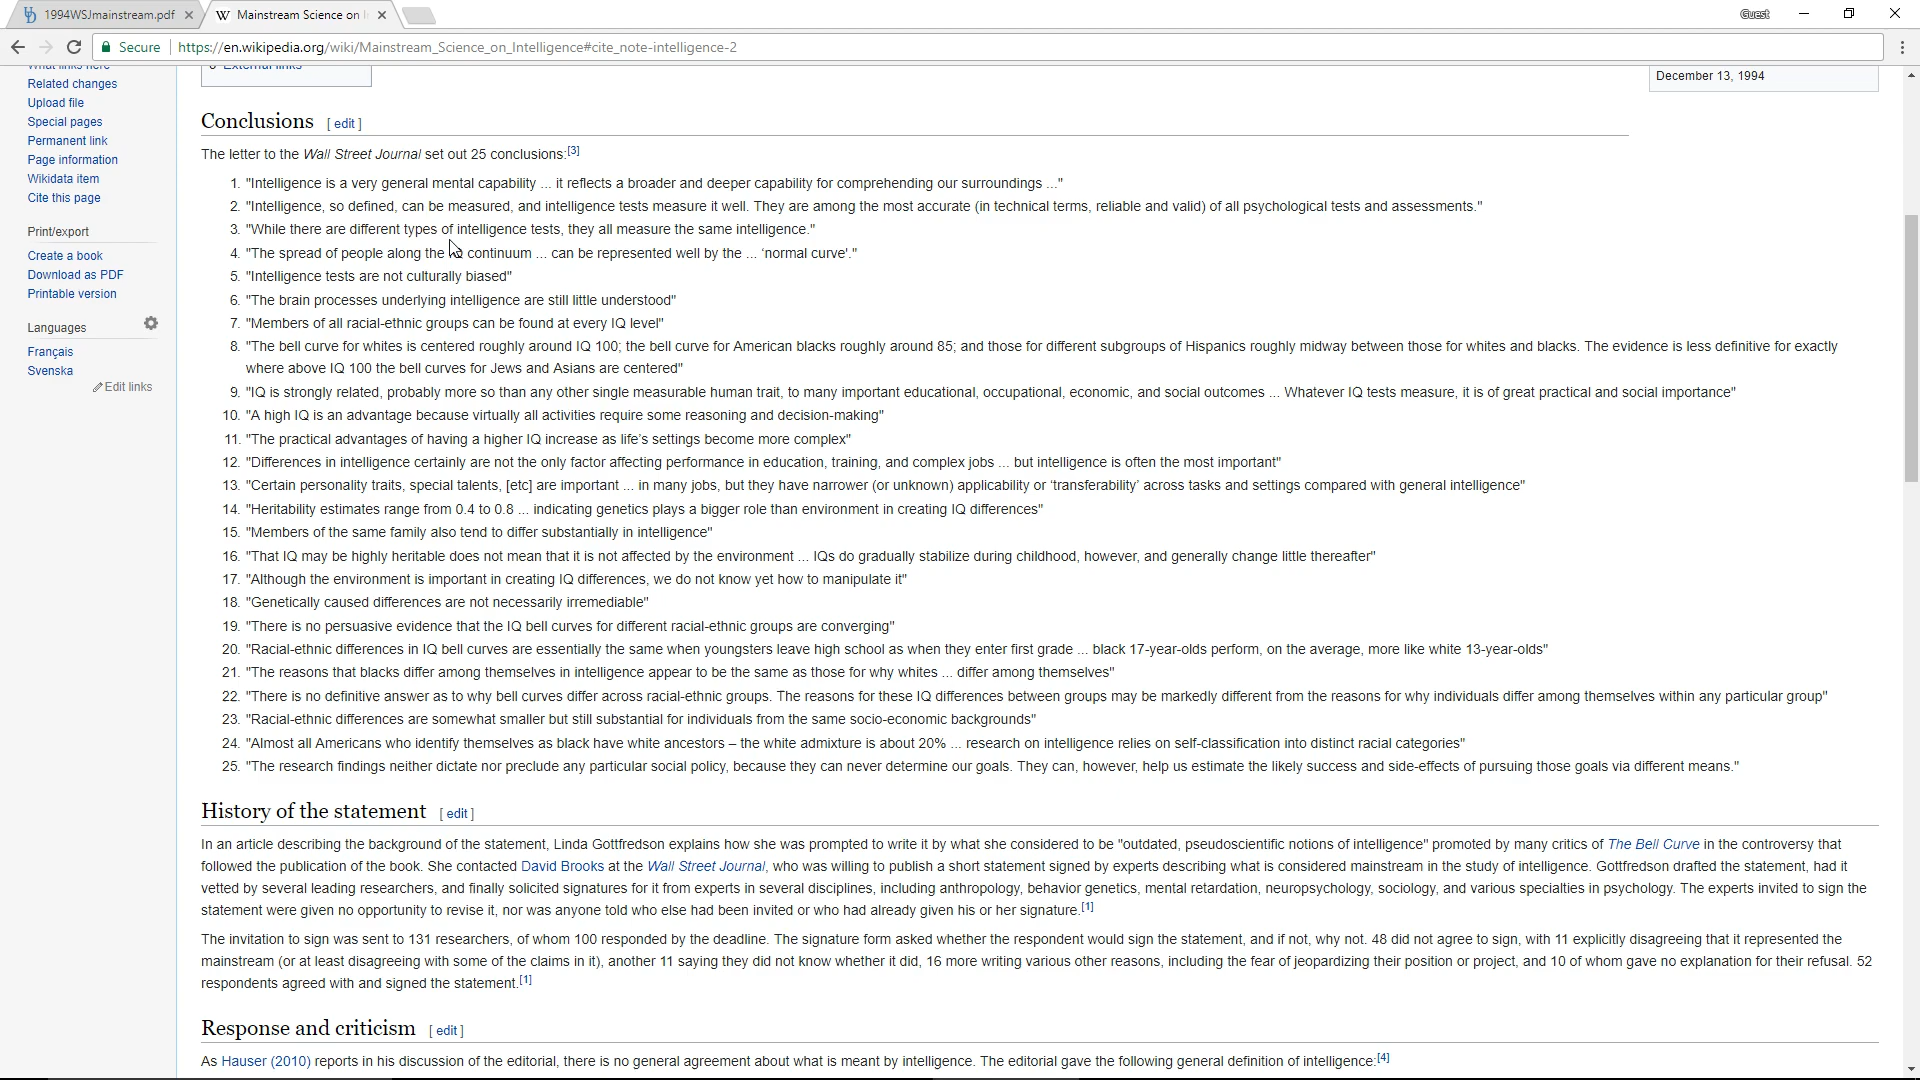 1994WSJmainstream.pdf
Mainstream Science on I
Guest
Secure
https://en.wikipedia.org/wiki/Mainstream_Science_on_Intelligence#cite_note-intelligence-2
What links here
Related changes
Upload file
Special pages
Permanent link
Page information
Wikidata item
Cite this page
Print/export
Create a book
Download as PDF
Printable version
Languages
Français
Svenska
Edit links
External links
December 13, 1994
Conclusions [ edit ]
The letter to the Wall Street Journal set out 25 conclusions:[3]
1. "Intelligence is a very general mental capability ... it reflects a broader and deeper capability for comprehending our surroundings ..."
2. "Intelligence, so defined, can be measured, and intelligence tests measure it well. They are among the most accurate (in technical terms, reliable and valid) of all psychological tests and assessments."
3. "While there are different types of intelligence tests, they all measure the same intelligence."
4. "The spread of people along the IQ continuum ... can be represented well by the ... ‘normal curve'."
5. "Intelligence tests are not culturally biased"
6. "The brain processes underlying intelligence are still little understood"
7. "Members of all racial-ethnic groups can be found at every IQ level"
8. "The bell curve for whites is centered roughly around IQ 100; the bell curve for American blacks roughly around 85; and those for different subgroups of Hispanics roughly midway between those for whites and blacks. The evidence is less definitive for exactly
where above IQ 100 the bell curves for Jews and Asians are centered"
9. "IQ is strongly related, probably more so than any other single measurable human trait, to many important educational, occupational, economic, and social outcomes ... Whatever IQ tests measure, it is of great practical and social importance"
10. "A high IQ is an advantage because virtually all activities require some reasoning and decision-making"
11. "The practical advantages of having a higher IQ increase as life’s settings become more complex"
12. "Differences in intelligence certainly are not the only factor affecting performance in education, training, and complex jobs ... but intelligence is often the most important"
13. "Certain personality traits, special talents, [etc] are important ... in many jobs, but they have narrower (or unknown) applicability or ‘transferability’ across tasks and settings compared with general intelligence"
14. "Heritability estimates range from 0.4 to 0.8 ... indicating genetics plays a bigger role than environment in creating IQ differences"
15. "Members of the same family also tend to differ substantially in intelligence"
16. "That IQ may be highly heritable does not mean that it is not affected by the environment ... IQs do gradually stabilize during childhood, however, and generally change little thereafter"
17. "Although the environment is important in creating IQ differences, we do not know yet how to manipulate it"
18. "Genetically caused differences are not necessarily irremediable"
19. "There is no persuasive evidence that the IQ bell curves for different racial-ethnic groups are converging"
20. "Racial-ethnic differences in IQ bell curves are essentially the same when youngsters leave high school as when they enter first grade ... black 17-year-olds perform, on the average, more like white 13-year-olds"
21. "The reasons that blacks differ among themselves in intelligence appear to be the same as those for why whites ... differ among themselves"
22. "There is no definitive answer as to why bell curves differ across racial-ethnic groups. The reasons for these IQ differences between groups may be markedly different from the reasons for why individuals differ among themselves within any particular group"
23. "Racial-ethnic differences are somewhat smaller but still substantial for individuals from the same socio-economic backgrounds"
24. "Almost all Americans who identify themselves as black have white ancestors – the white admixture is about 20% ... research on intelligence relies on self-classification into distinct racial categories"
25. "The research findings neither dictate nor preclude any particular social policy, because they can never determine our goals. They can, however, help us estimate the likely success and side-effects of pursuing those goals via different means."
History of the statement [ edit ]
In an article describing the background of the statement, Linda Gottfredson explains how she was prompted to write it by what she considered to be "outdated, pseudoscientific notions of intelligence" promoted by many critics of The Bell Curve in the controversy that
followed the publication of the book. She contacted David Brooks at the Wall Street Journal, who was willing to publish a short statement signed by experts describing what is considered mainstream in the study of intelligence. Gottfredson drafted the statement, had it
vetted by several leading researchers, and finally solicited signatures for it from experts in several disciplines, including anthropology, behavior genetics, mental retardation, neuropsychology, sociology, and various specialties in psychology. The experts invited to sign the
statement were given no opportunity to revise it, nor was anyone told who else had been invited or who had already given his or her signature.[1]
The invitation to sign was sent to 131 researchers, of whom 100 responded by the deadline. The signature form asked whether the respondent would sign the statement, and if not, why not. 48 did not agree to sign, with 11 explicitly disagreeing that it represented the
mainstream (or at least disagreeing with some of the claims in it), another 11 saying they did not know whether it did, 16 more writing various other reasons, including the fear of jeopardizing their position or project, and 10 of whom gave no explanation for their refusal. 52
respondents agreed with and signed the statement.[1]
Response and criticism [ edit ]
As Hauser (2010) reports in his discussion of the editorial, there is no general agreement about what is meant by intelligence. The editorial gave the following general definition of intelligence:[4]